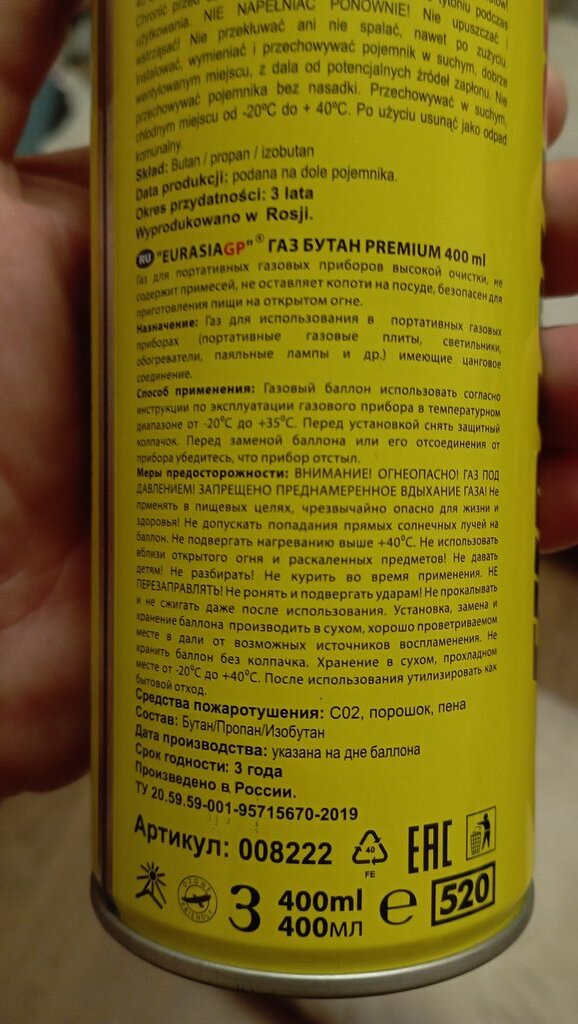 Chronić przed
podczas
użytkowania. NIE NAPEŁNIAĆ PONOWNIE! Nie upuszczać i
wstrząsać! Nie przekłuwać ani nie spalać, nawet po zużyciu.
Instalować, wymieniać i przechowywać pojemnik w suchym, dobrze
wentylowanym miejscu, z dala od potencjalnych źródeł zapłonu. Nie
przechowywać pojemnika bez nasadki. Przechowywać w suchym,
chłodnym miejscu od -20°C do + 40°C. Po użyciu usunąć jako odpad
komunalny.
Skład: Butan / propan / izobutan
Data produkcji: podana na dole pojemnika.
Okres przydatności: 3 lata
Wyprodukowano w Rosji.
RU "EURASIAGP"® ГАЗ БУТАН PREMIUM 400 ml
Газ для портативных газовых приборов высокой очистки, не
содержит примесей, не оставляет копоти на посуде, безопасен для
приготовления пищи на открытом огне.
Назначение: Газ для использования в портативных газовых
приборах (портативные газовые плиты, светильники,
обогреватели, паяльные лампы и др.) имеющие цанговое
соединение.
Способ применения: Газовый баллон использовать согласно
инструкции по эксплуатации газового прибора в температурном
диапазоне от -20°С до +35°С. Перед установкой снять защитный
колпачок. Перед заменой баллона или его отсоединения от
прибора убедитесь, что прибор отстыл.
Меры предосторожности: ВНИМАНИЕ! ОГНЕОПАСНО! ГАЗ ПОД
ДАВЛЕНИЕМ! ЗАПРЕЩЕНО ПРЕДНАМЕРЕННОЕ ВДЫХАНИЕ ГАЗА! Не
применять в пищевых целях, чрезвычайно опасно для жизни и
здоровья! Не допускать попадания прямых солнечных лучей на
баллон. Не подвергать нагреванию выше +40°С. Не использовать
вблизи открытого огня и раскаленных предметов! Не давать
детям! Не разбирать! Не курить во время применения. НЕ
ПЕРЕЗАПРАВЛЯТЬ! Не ронять и подвергать ударам! Не прокалывать
и не сжигать даже после использования. Установка, замена и
хранение баллона производить в сухом, хорошо проветриваемом
месте в дали от возможных источников воспламенения. Не
хранить баллон без колпачка. Хранение в сухом, прохладном
месте от -20°С до +40°С. После использования утилизировать как
бытовой отход.
Средства пожаротушения: С02, порошок, пена
Состав: Бутан/Пропан/Изобутан
Дата производства: указана на дне баллона
Срок годности: 3 года
Произведено в России.
ТУ 20.59.59-001-95715670-2019
Артикул: 008222 40 FE EAC
3 400ml e 520
400мл